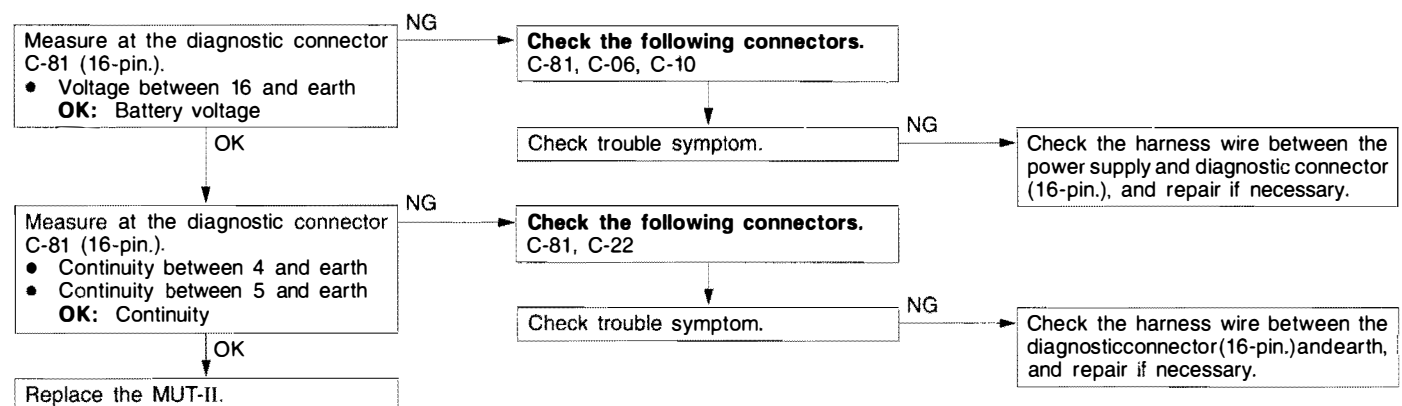 Measure at the diagnostic connector
C-81 (16-pin.).
● Voltage between 16 and earth
OK: Battery voltage
NG
Check the following connectors.
C-81, C-06, C-10
Check trouble symptom.
NG
Check the harness wire between the
power supply and diagnostic connector
(16-pin.), and repair if necessary.
OK
Measure at the diagnostic connector
C-81 (16-pin.).
● Continuity between 4 and earth
● Continuity between 5 and earth
OK: Continuity
NG
Check the following connectors.
C-81, C-22
Check trouble symptom.
NG
Check the harness wire between the
diagnosticconnector(16-pin.)andearth,
and repair if necessary.
OK
Replace the MUT-II.